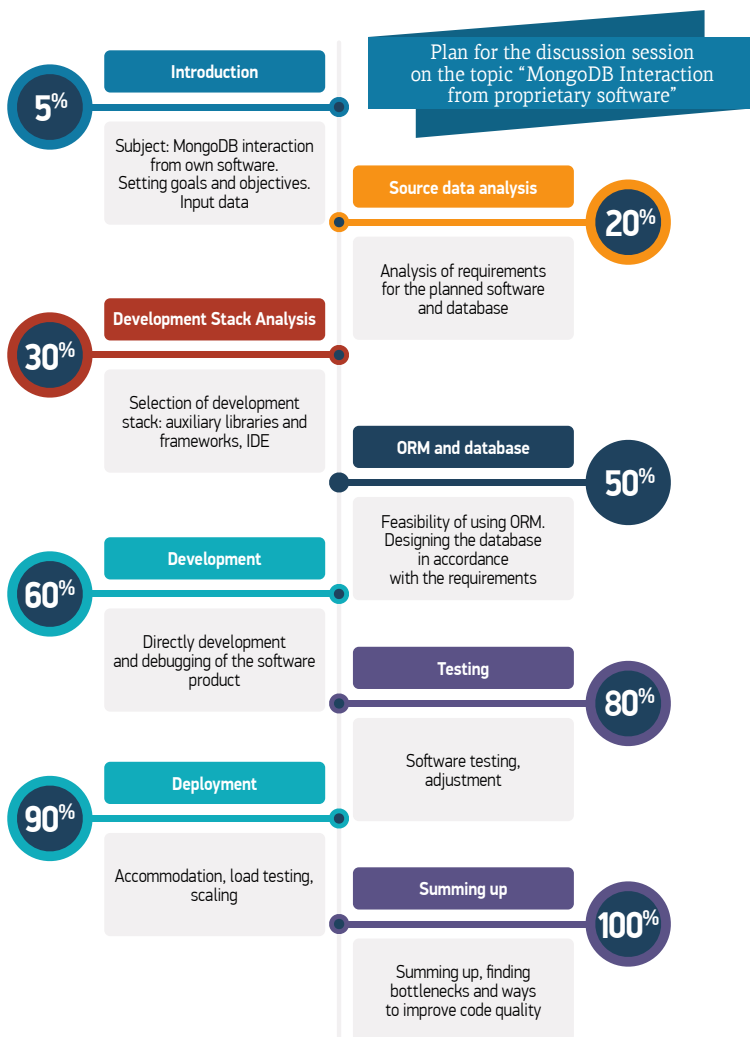 Plan for the discussion session
on the topic “MongoDB Interaction
from proprietary software”
Introduction
5%
Subject: MongoDB interaction
from own software.
Setting goals and objectives.
Input data
Source data analysis
20%
Analysis of requirements
for the planned software
and database
Development Stack Analysis
30%
Selection of development
stack: auxiliary libraries and
frameworks, IDE
ORM and database
50%
Feasibility of using ORM.
Designing the database
in accordance
with the requirements
Development
60%
Directly development
and debugging of the software
product
Testing
80%
Software testing,
adjustment
Deployment
90%
Accommodation, load testing,
scaling
Summing up
100%
Summing up, finding
bottlenecks and ways
to improve code quality